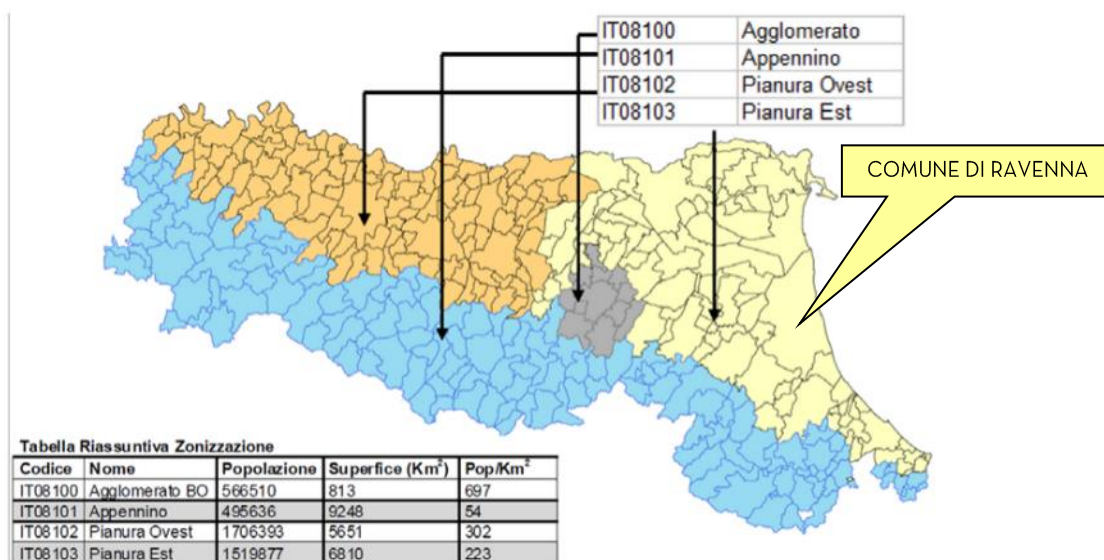 IT08100 Agglomerato
IT08101 Appennino
IT08102 Pianura Ovest
IT08103 Pianura Est
COMUNE DI RAVENNA
Tabella Riassuntiva Zonizzazione
Codice Nome Popolazione Superfice (Km²) Pop/Km²
IT08100 Agglomerato BO 566510 813 697
IT08101 Appennino 495636 9248 54
IT08102 Pianura Ovest 1706393 5651 302
IT08103 Pianura Est 1519877 6810 223